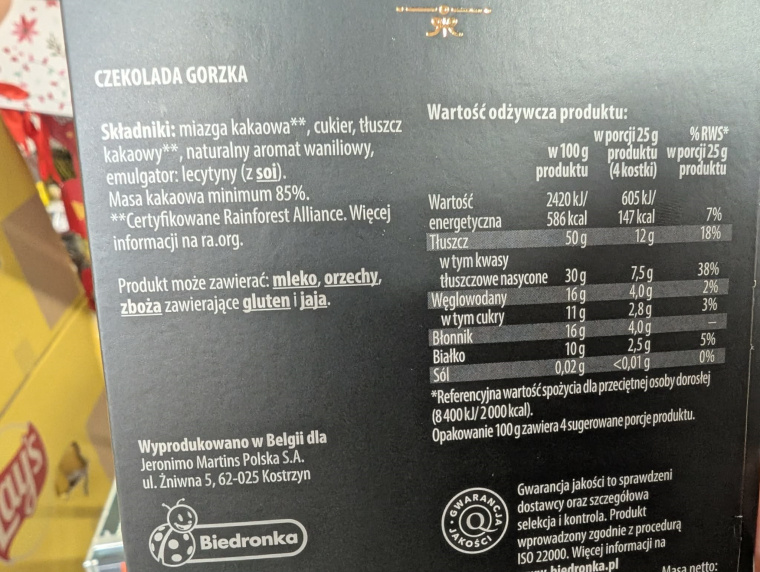 CZEKOLADA GORZKA
Składniki: miazga kakaowa**, cukier, tłuszcz
kakaowy**, naturalny aromat waniliowy,
emulgator: lecytyny (z soi).
Masa kakaowa minimum 85%.
**Certyfikowane Rainforest Alliance. Więcej
informacji na ra.org.
Produkt może zawierać: mleko, orzechy,
zboża zawierające gluten i jaja.
Wyprodukowano w Belgii dla
Jeronimo Martins Polska S.A.
ul. Żniwna 5, 62-025 Kostrzyn
Biedronka
Wartość odżywcza produktu:
w 100 g produktu w porcji 25 g produktu (4 kostki) % RWS* w porcji 25 g produktu
Wartość energetyczna 2420 kJ/ 586 kcal 605 kJ/ 147 kcal 7%
Tłuszcz 50 g 12 g 18%
w tym kwasy tłuszczowe nasycone 30 g 7,5 g 38%
Węglowodany 16 g 4,0 g 2%
w tym cukry 11 g 2,8 g 3%
Błonnik 16 g 4,0 g –
Białko 10 g 2,5 g 5%
Sól 0,02 g <0,01 g 0%
*Referencyjna wartość spożycia dla przeciętnej osoby dorosłej
(8 400 kJ/ 2 000 kcal).
Opakowanie 100 g zawiera 4 sugerowane porcje produktu.
GWARANCJA JAKOŚCI
Q
Gwarancja jakości to sprawdzeni
dostawcy oraz szczegółowa
selekcja i kontrola. Produkt
wprowadzony zgodnie z procedurą
ISO 22000. Więcej informacji na
biedronka.pl
Masa netto:
Lay's